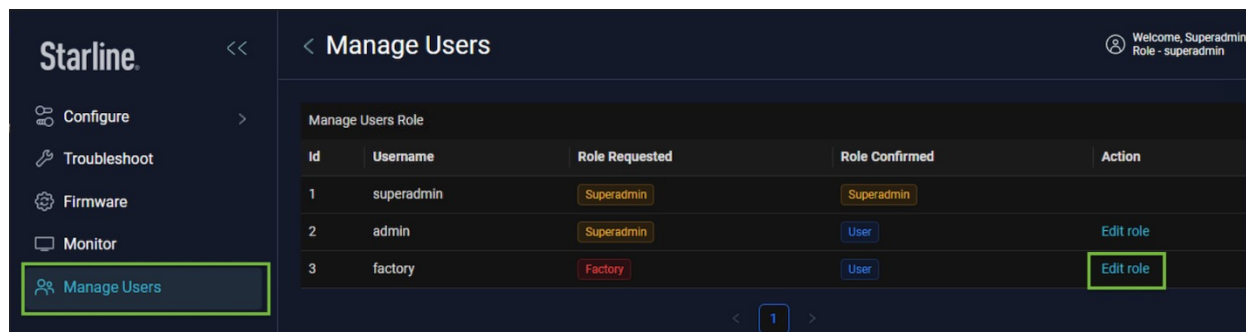 Starline.
<<
< Manage Users
Welcome, Superadmin
Role - superadmin
Configure >
Troubleshoot
Firmware
Monitor
Manage Users
Manage Users Role
Id Username Role Requested Role Confirmed Action
1 superadmin Superadmin Superadmin
2 admin Superadmin User Edit role
3 factory Factory User Edit role
< 1 >